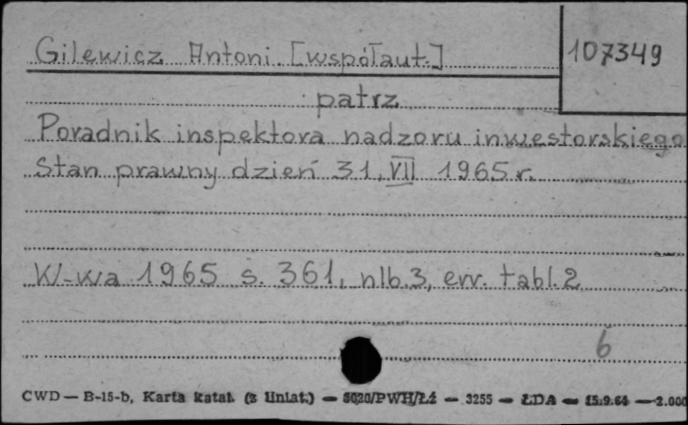 Gilewicz Antoni [współaut.] 107349
patrz
Poradnik inspektora nadzoru inwestorskiego
Stan prawny dzień 31. VII 1965 r.
W-wa 1965 s. 361, nlb. 3, err. tabl. 2
6
CWD — B-15-b, Karta katal. (z liniat.) — 5020/PWH/Łź — 3255 — ŁDA — 15.9.64 — 2.000